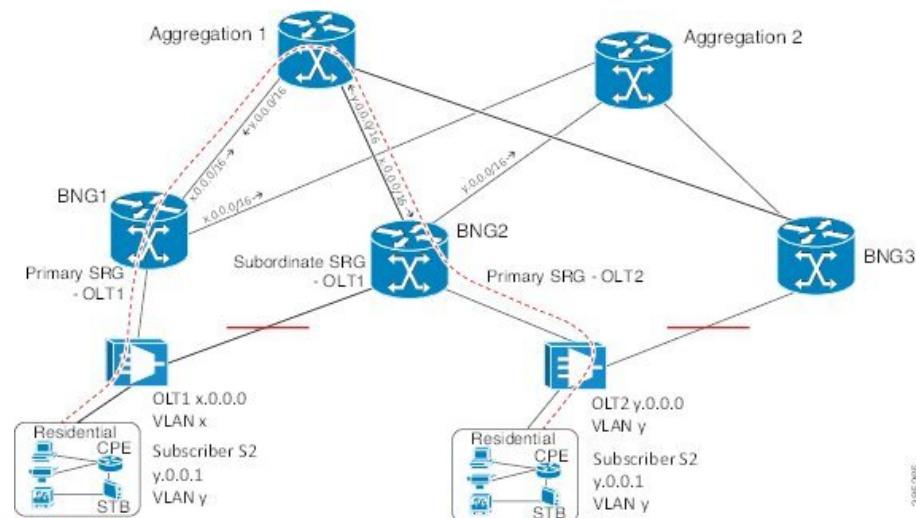 Aggregation 1
Aggregation 2
← y.0.0.0/16
x.0.0.0/16 →
x.0.0.0/16 →
← y.0.0.0/16
x.0.0.0/16 →
y.0.0.0/16 →
BNG1
BNG2
BNG3
Primary SRG
- OLT1
Subordinate SRG
- OLT1
Primary SRG - OLT2
OLT1 x.0.0.0
VLAN x
OLT2 y.0.0.0
VLAN y
Residential
CPE
STB
Subscriber S2
y.0.0.1
VLAN y
Residential
CPE
STB
Subscriber S2
y.0.0.1
VLAN y